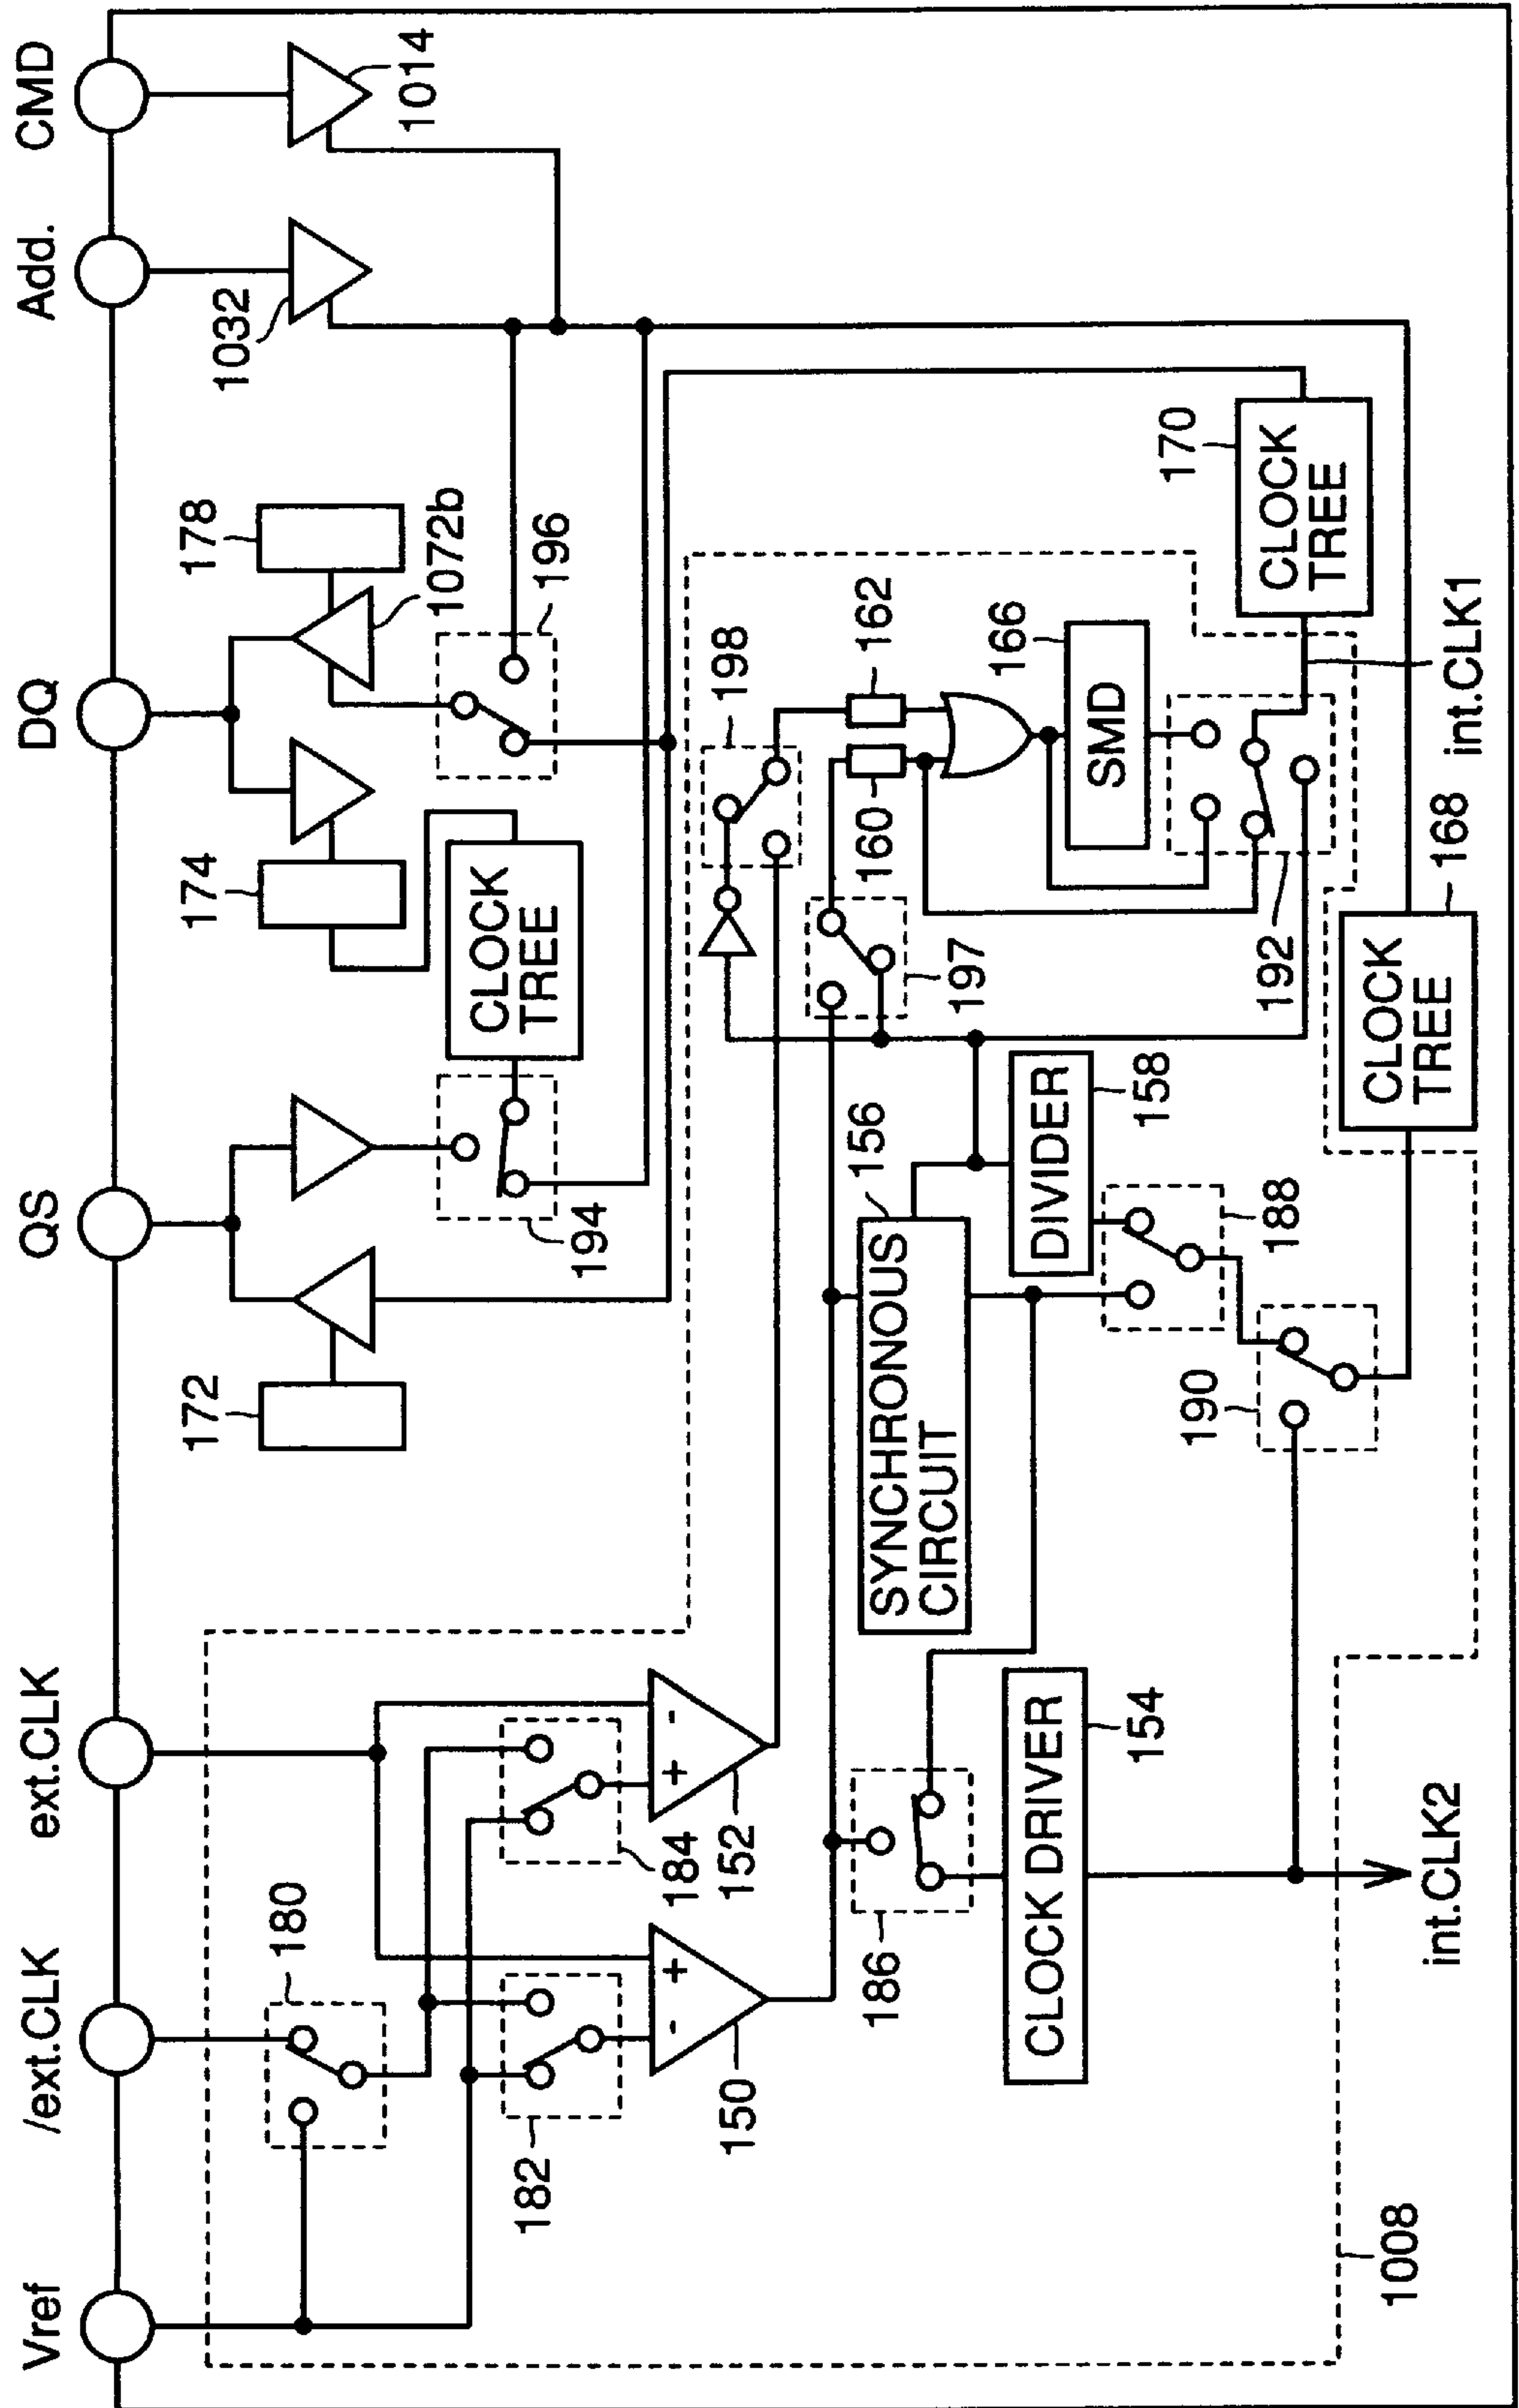 Vref
/ext.CLK
ext.CLK
QS
DQ
Add.
CMD
180
172
174
178
1032
1014
CLOCK
TREE
1072b
182
184
194
196
+
-
-
+
150
152
198
186
SYNCHRONOUS
CIRCUIT
156
197
160
162
CLOCK DRIVER
154
DIVIDER
158
SMD
166
190
188
192
CLOCK
TREE
170
1008
int.CLK2
CLOCK
TREE
168
int.CLK1